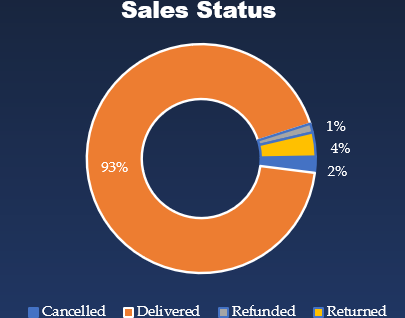 Sales Status
1%
4%
93%
2%
Cancelled Delivered Refunded Returned